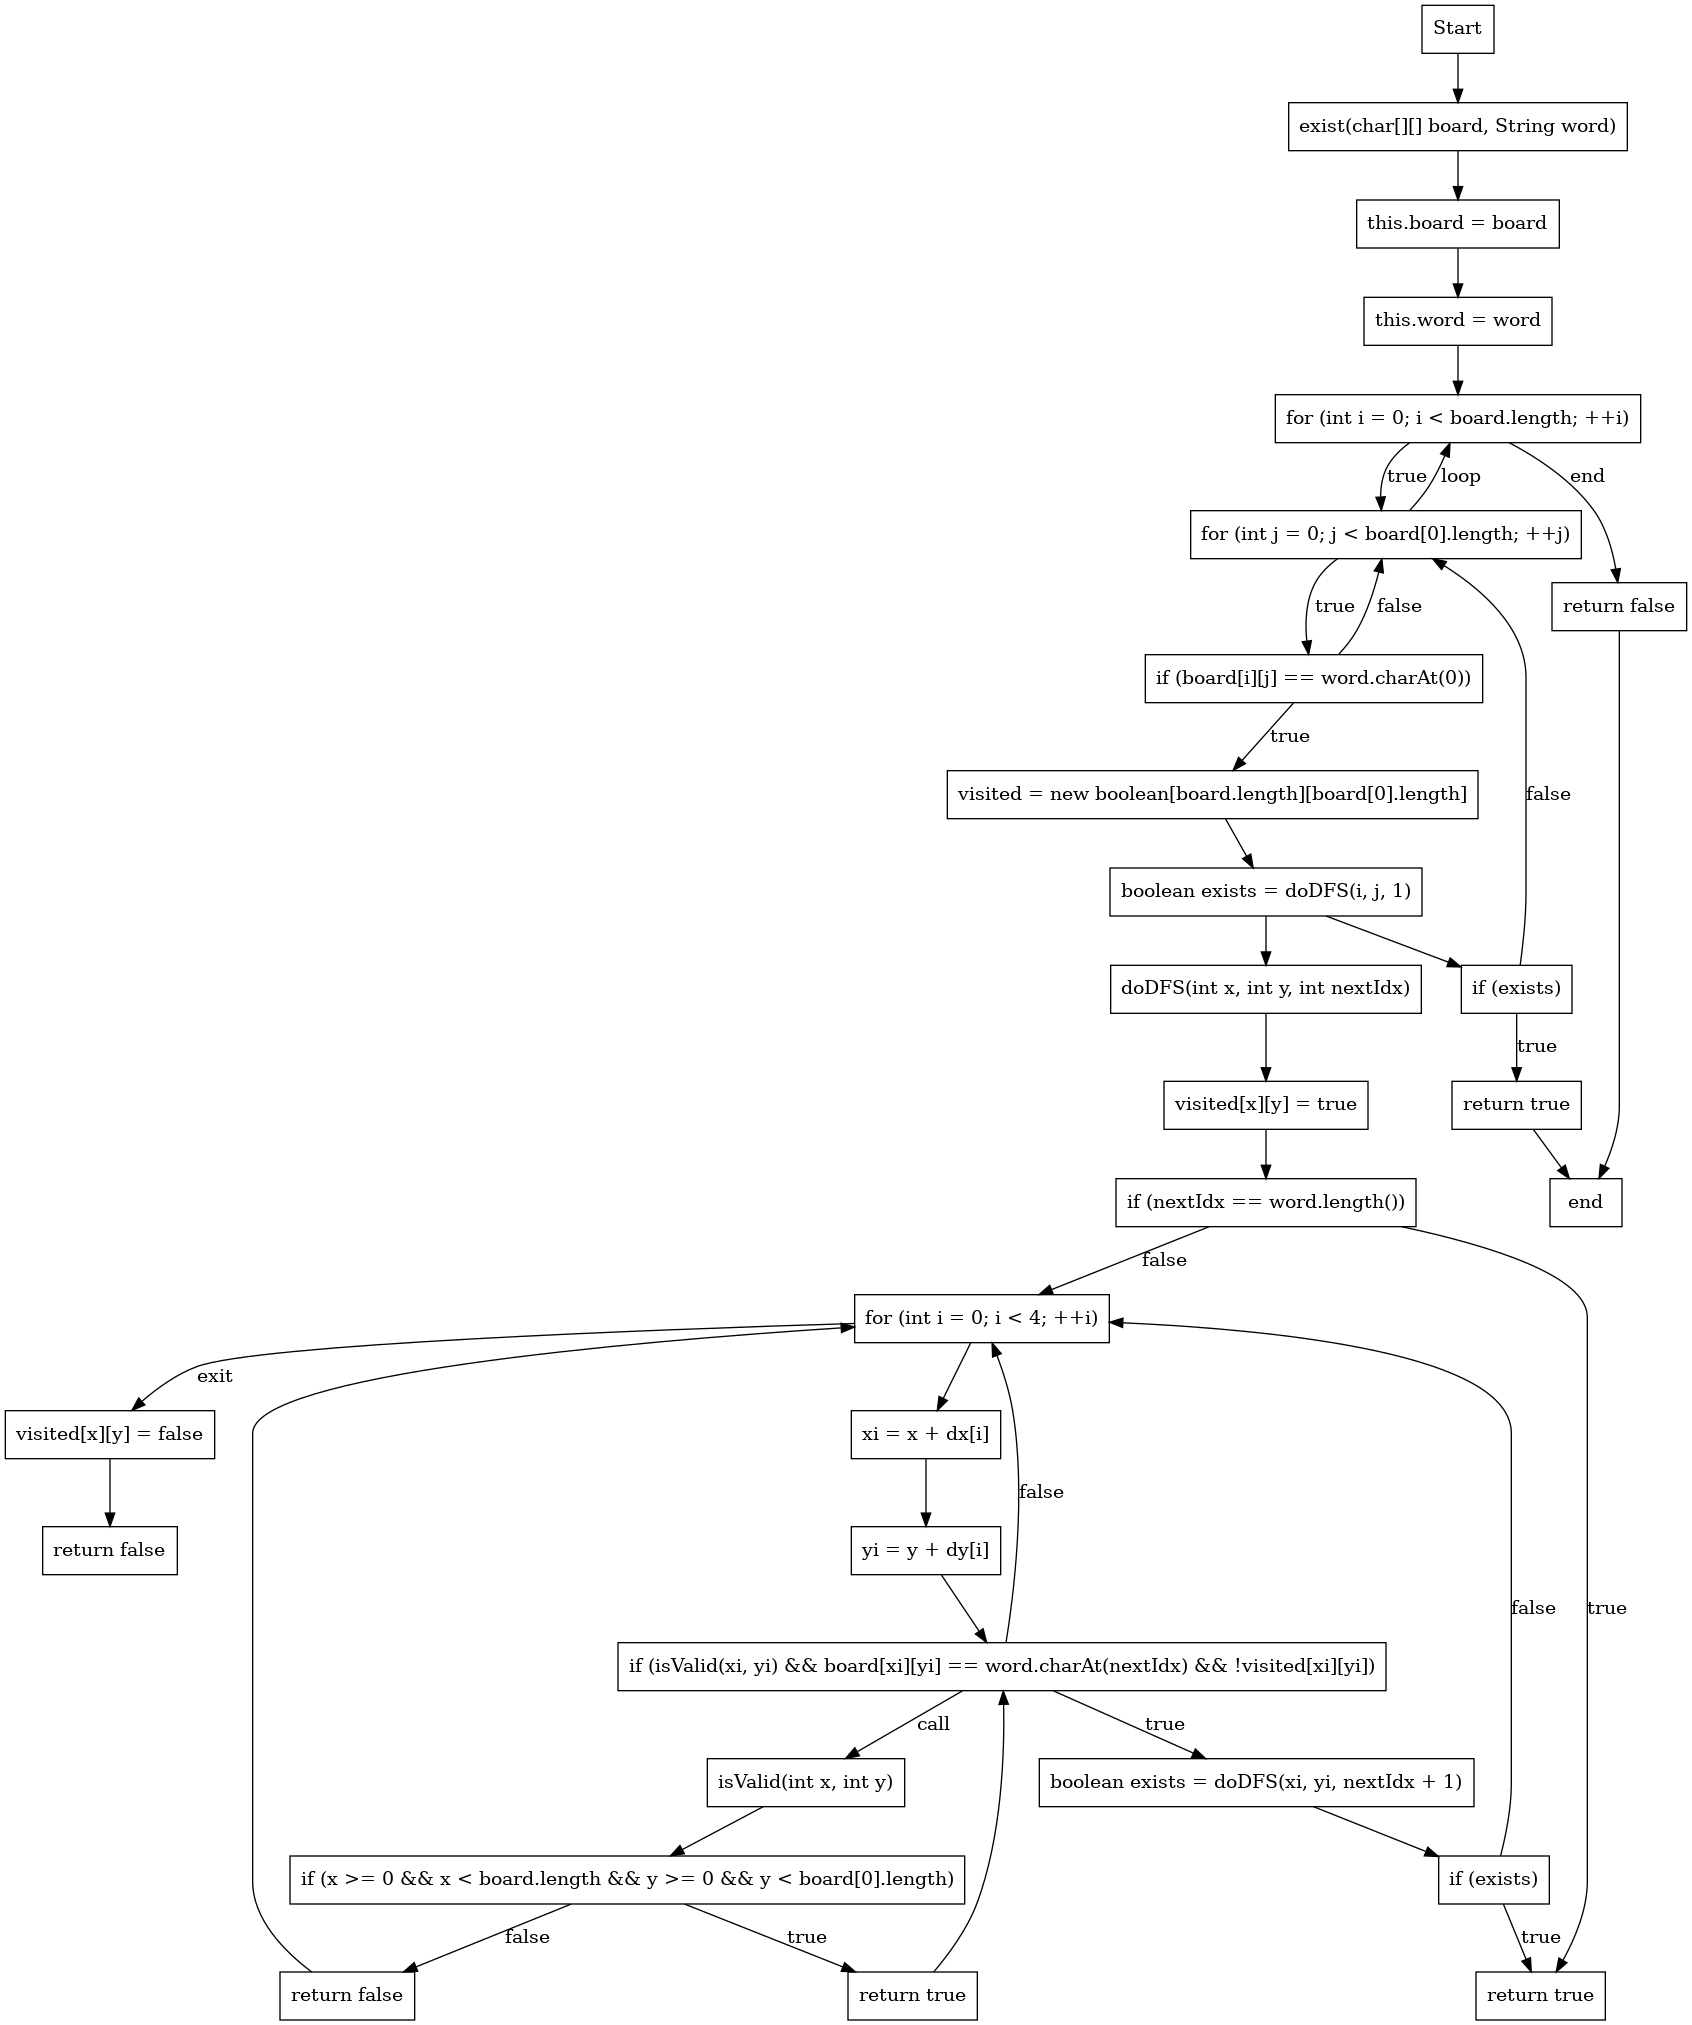 Start
exist(char[][] board, String word)
this.board = board
this.word = word
for (int i = 0; i < board.length; ++i)
true
loop
end
for (int j = 0; j < board[0].length; ++j)
true
false
return false
if (board[i][j] == word.charAt(0))
true
visited = new boolean[board.length][board[0].length]
false
boolean exists = doDFS(i, j, 1)
doDFS(int x, int y, int nextIdx)
if (exists)
true
visited[x][y] = true
return true
if (nextIdx == word.length())
end
false
for (int i = 0; i < 4; ++i)
exit
visited[x][y] = false
xi = x + dx[i]
false
return false
yi = y + dy[i]
false
true
if (isValid(xi, yi) && board[xi][yi] == word.charAt(nextIdx) && !visited[xi][yi])
call
true
isValid(int x, int y)
boolean exists = doDFS(xi, yi, nextIdx + 1)
if (x >= 0 && x < board.length && y >= 0 && y < board[0].length)
if (exists)
false
true
true
return false
return true
return true